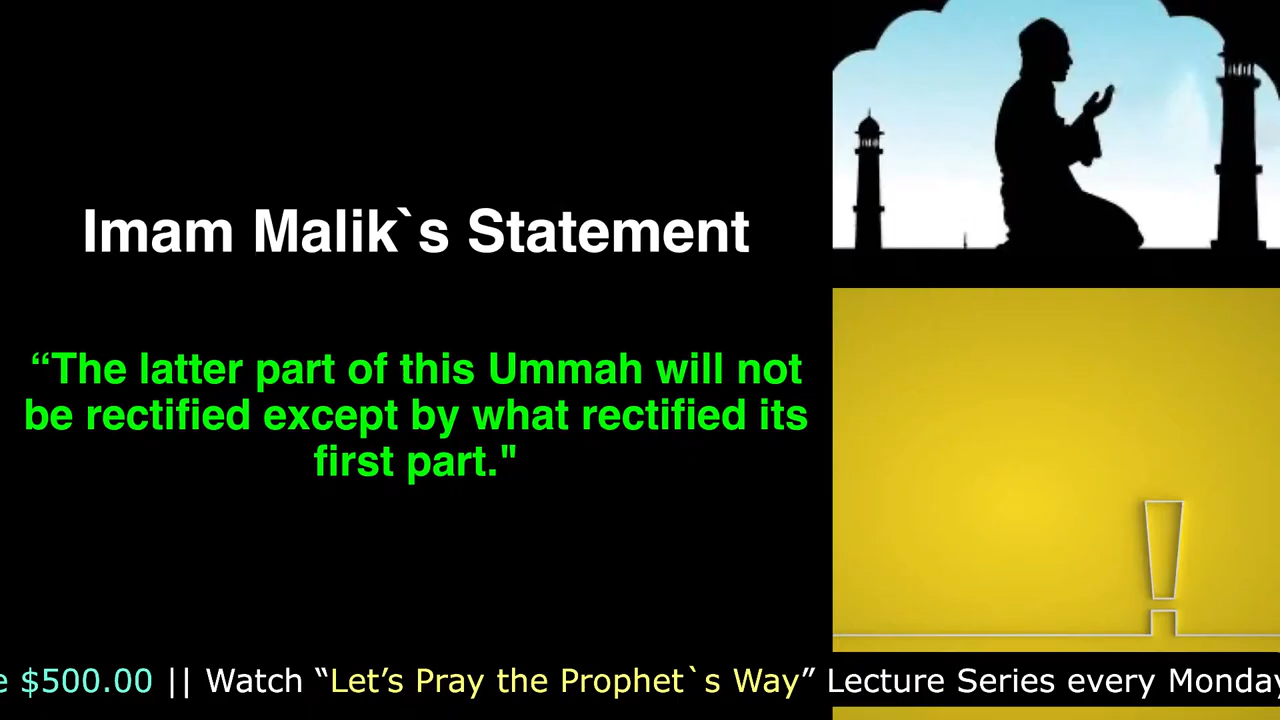 Imam Malik`s Statement
“The latter part of this Ummah will not
be rectified except by what rectified its
first part."
e $500.00 || Watch “Let’s Pray the Prophet`s Way” Lecture Series every Monday
!